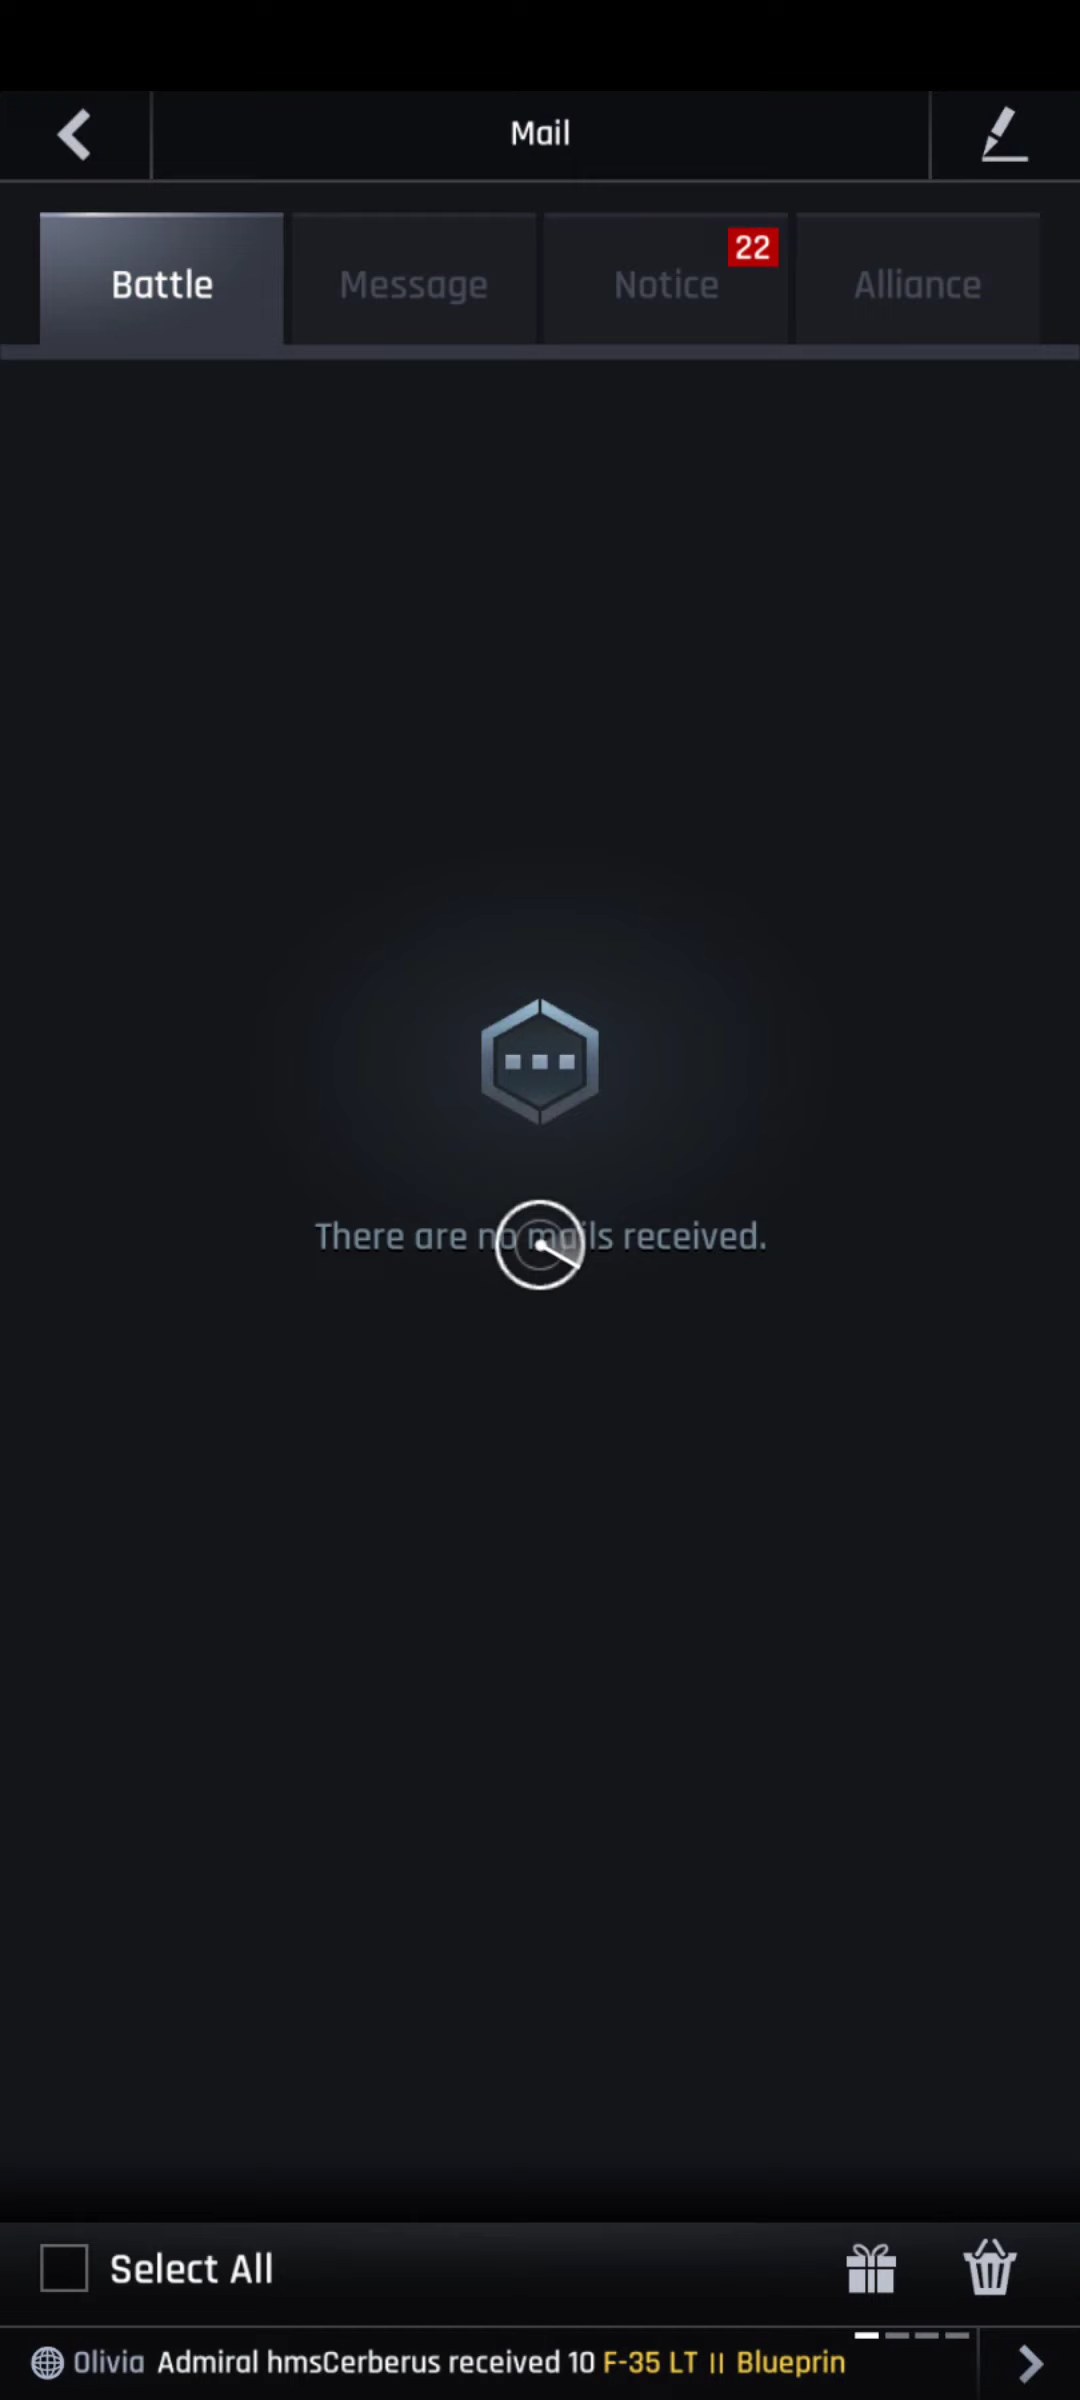 Mail
Battle
Message
Notice
22
Alliance
There are no mails received.
Select All
Olivia Admiral hmsCerberus received 10 F-35 LT II Blueprin